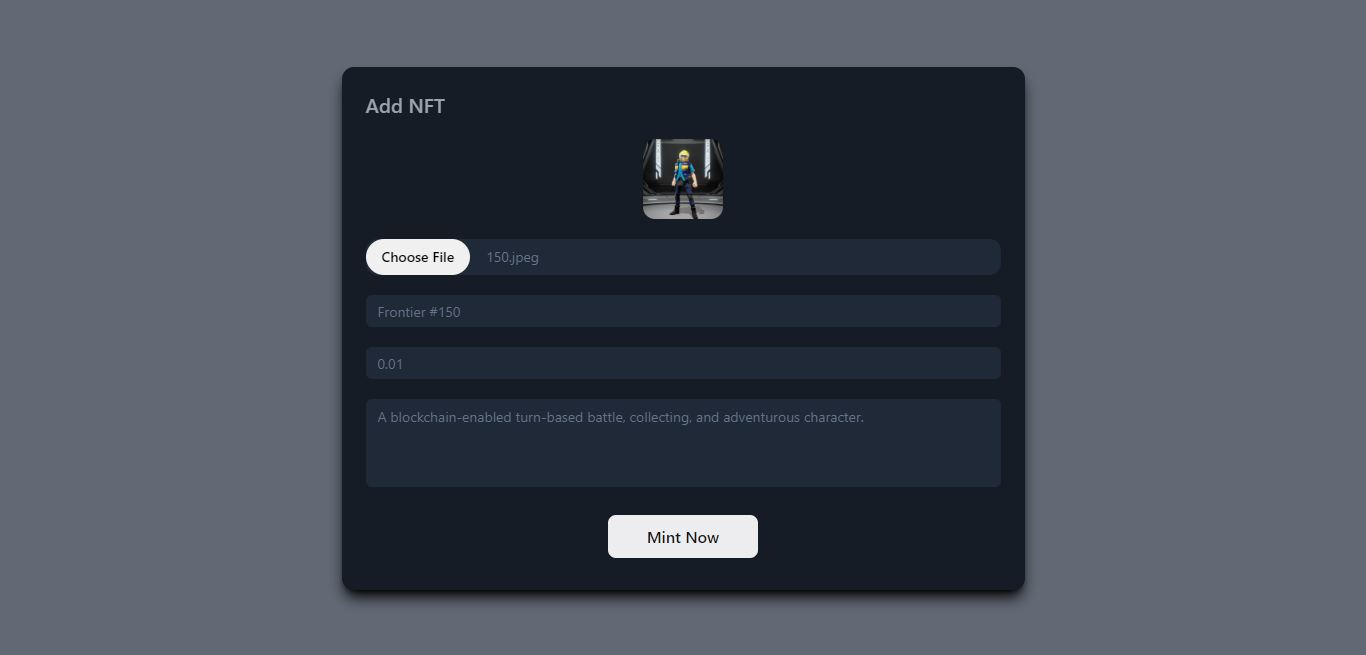 Add NFT
Choose File 150.jpeg
Frontier #150
0.01
A blockchain-enabled turn-based battle, collecting, and adventurous character.
Mint Now